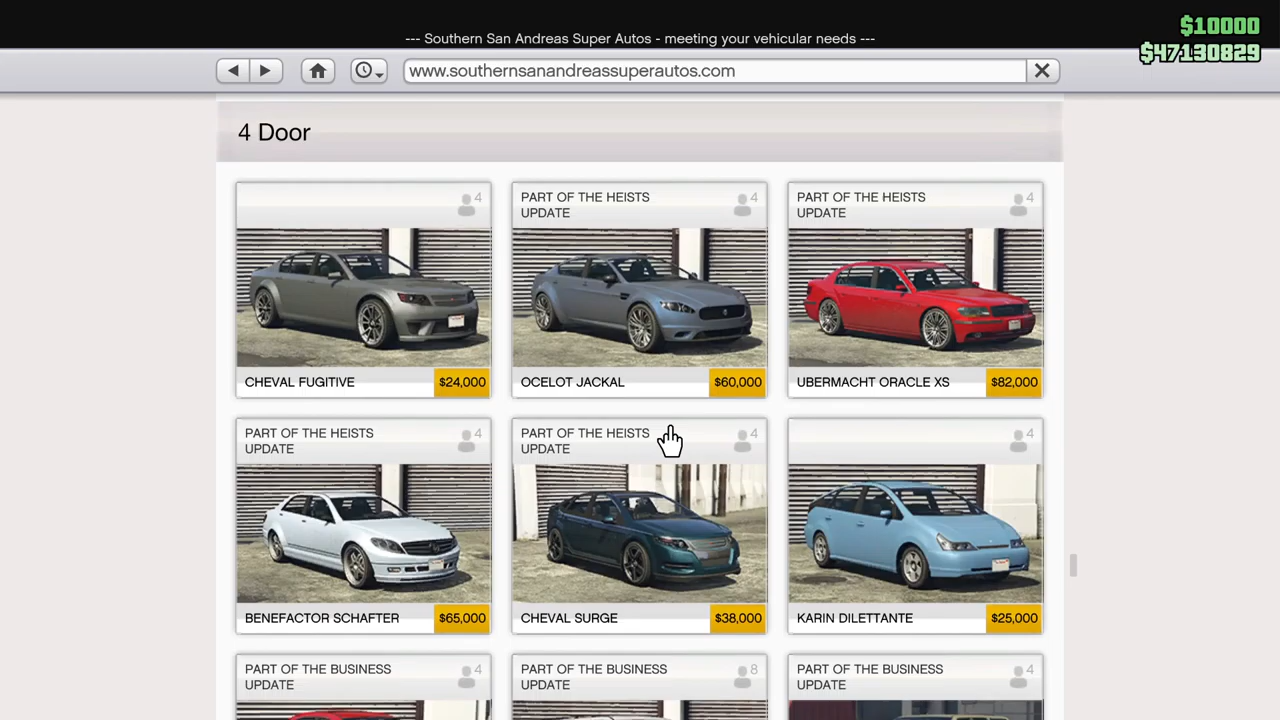 $10000
--- Southern San Andreas Super Autos - meeting your vehicular needs ---
$47130829
www.southernsanandreassuperautos.com
4 Door
4
PART OF THE HEISTS
UPDATE
4
PART OF THE HEISTS
UPDATE
4
CHEVAL FUGITIVE
$24,000
OCELOT JACKAL
$60,000
UBERMACHT ORACLE XS
$82,000
PART OF THE HEISTS
UPDATE
4
PART OF THE HEISTS
UPDATE
4
4
BENEFACTOR SCHAFTER
$65,000
CHEVAL SURGE
$38,000
KARIN DILETTANTE
$25,000
PART OF THE BUSINESS
UPDATE
4
PART OF THE BUSINESS
UPDATE
8
PART OF THE BUSINESS
UPDATE
4